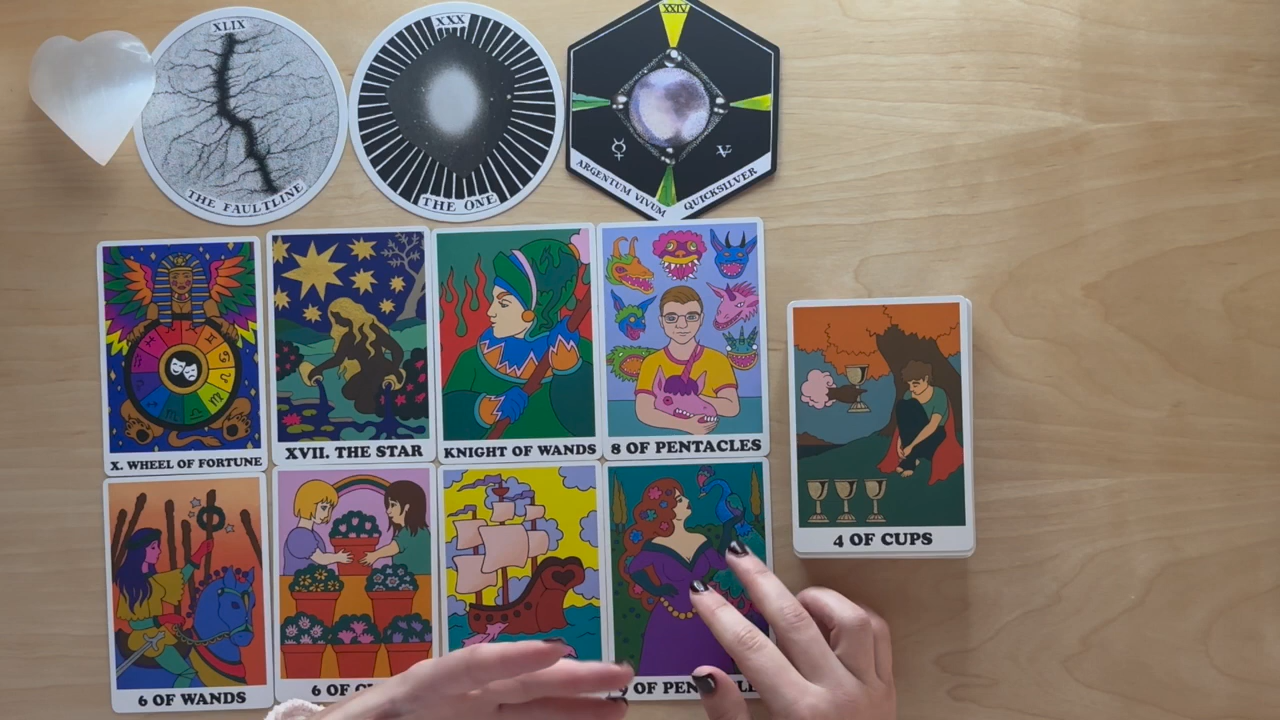 XLIX
THE FAULTLINE
XXX
THE ONE
XXIV
ARGENTUM VIVUM
QUICKSILVER
X. WHEEL OF FORTUNE
XVII. THE STAR
KNIGHT OF WANDS
8 OF PENTACLES
4 OF CUPS
6 OF WANDS
6 OF
9 OF